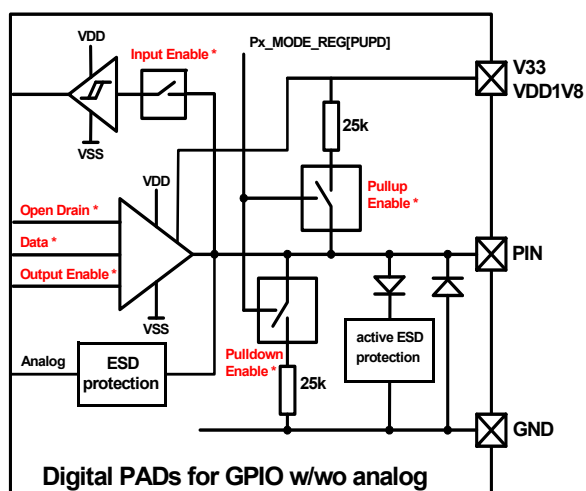 VDD
Input Enable *
Px_MODE_REG[PUPD]
V33
VDD1V8
VSS
25k
Pullup
Enable *
VDD
Open Drain *
Data *
Output Enable *
PIN
VSS
Analog
ESD
protection
Pulldown
Enable *
active ESD
protection
25k
GND
Digital PADs for GPIO w/wo analog